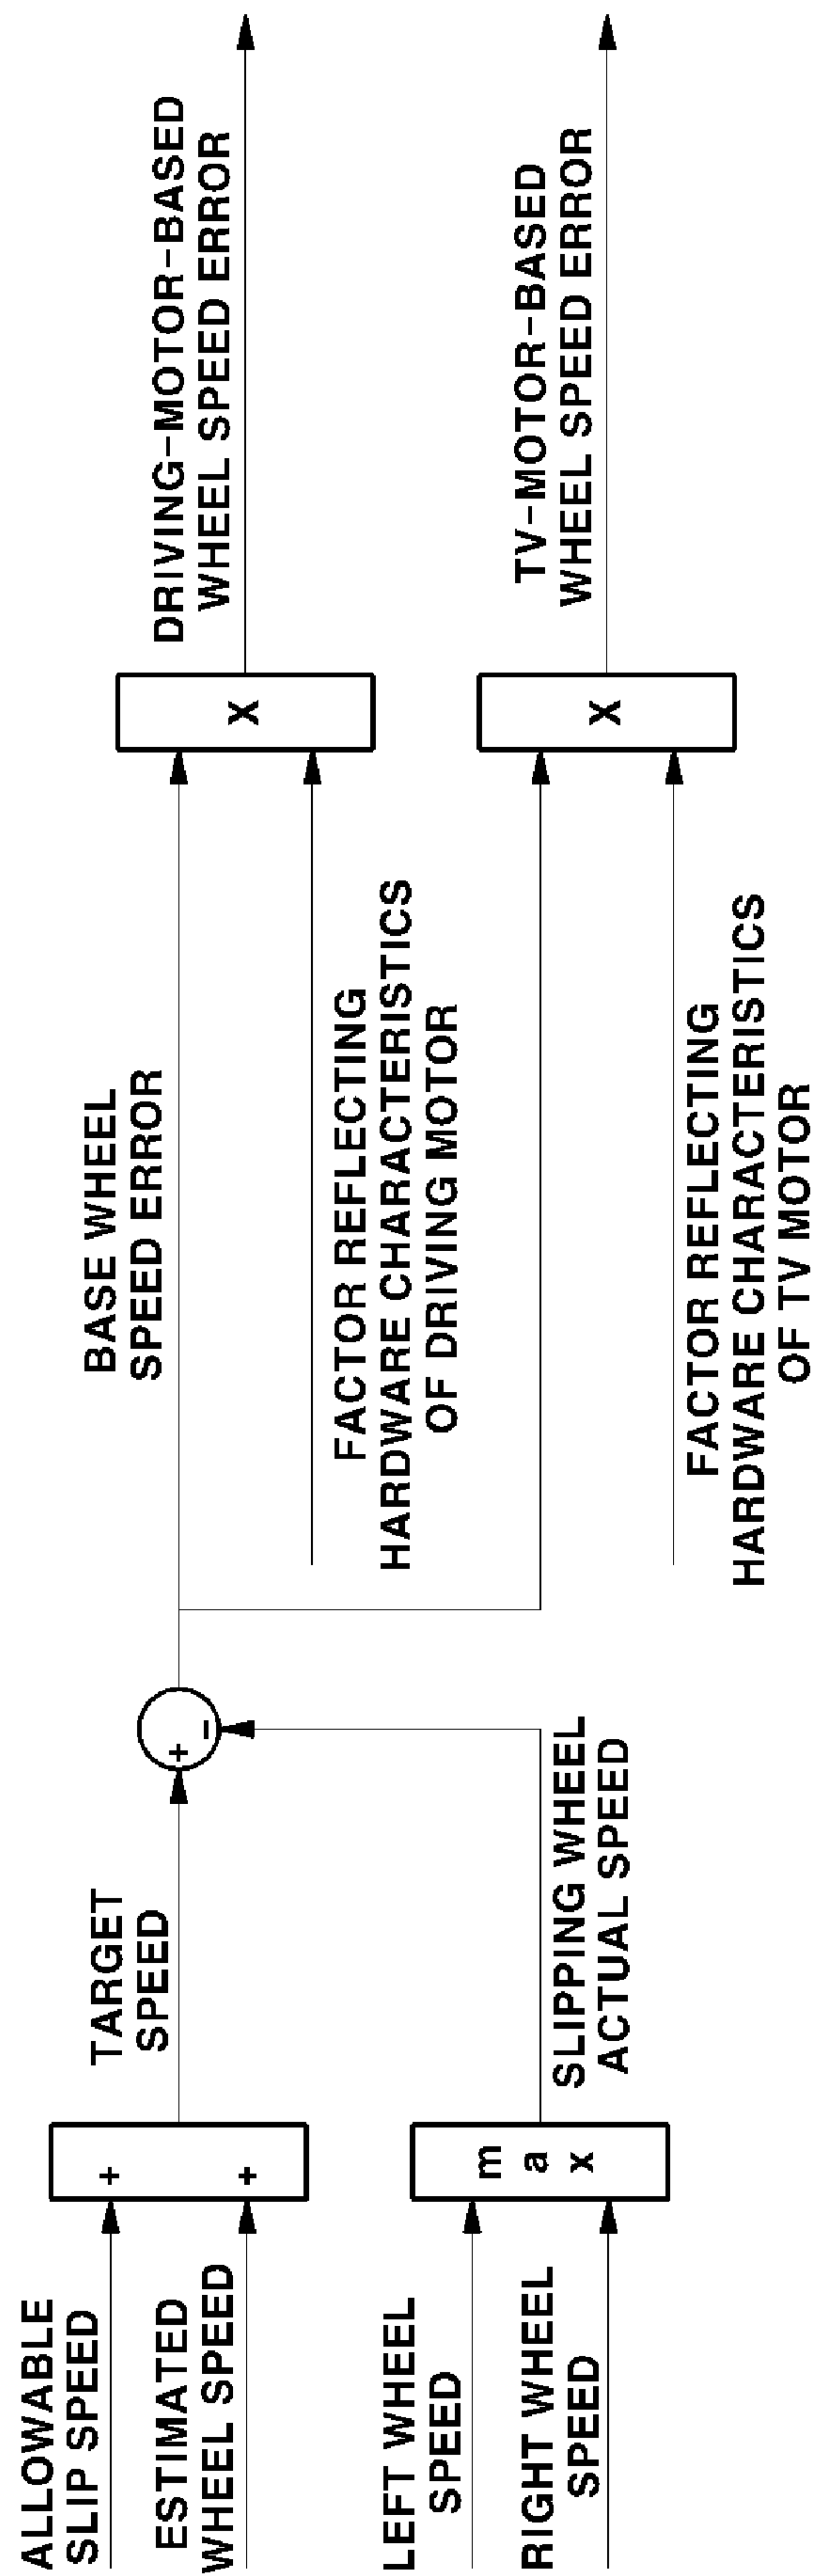 ALLOWABLE
SLIP SPEED
ESTIMATED
WHEEL SPEED
+
+
TARGET
SPEED
LEFT WHEEL
SPEED
RIGHT WHEEL
SPEED
m
a
x
SLIPPING WHEEL
ACTUAL SPEED
+
−
BASE WHEEL
SPEED ERROR
FACTOR REFLECTING
HARDWARE CHARACTERISTICS
OF DRIVING MOTOR
X
DRIVING-MOTOR-BASED
WHEEL SPEED ERROR
FACTOR REFLECTING
HARDWARE CHARACTERISTICS
OF TV MOTOR
X
TV-MOTOR-BASED
WHEEL SPEED ERROR